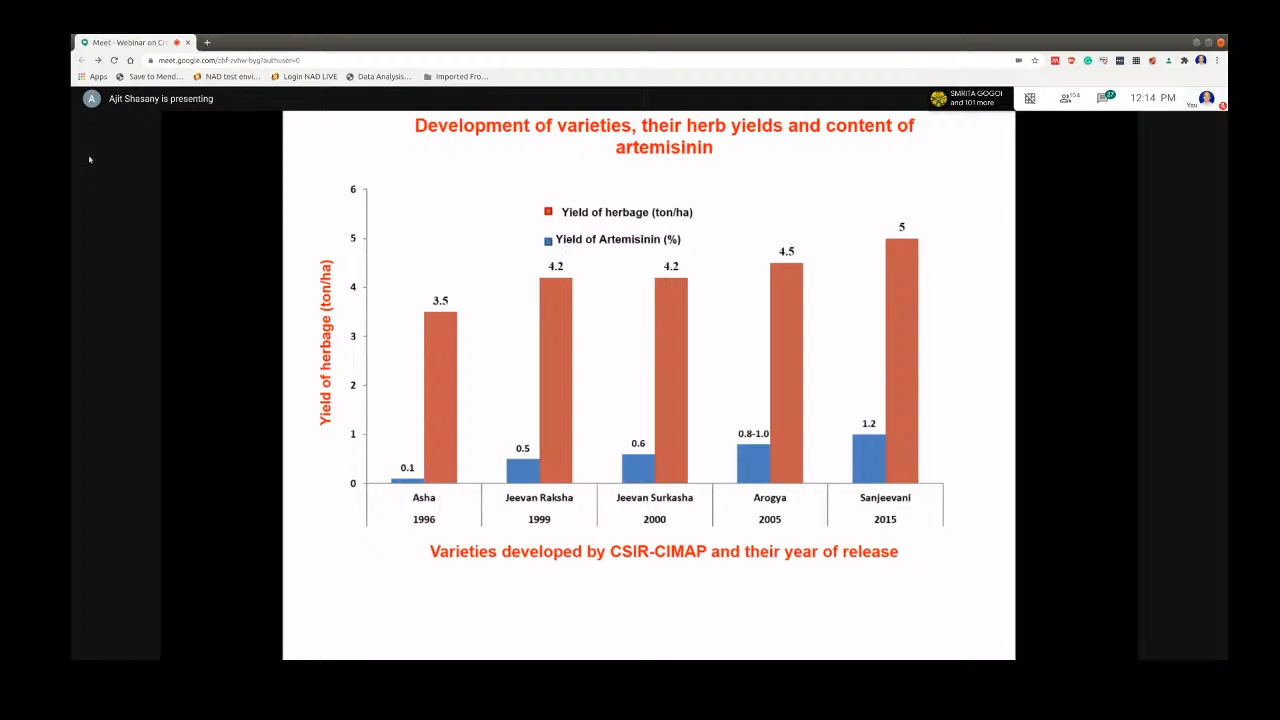 Meet - Webinar on Cr
meet.google.com/zbf-zvhw-byg?authuser=0
Apps Save to Mend... NAD test envi... Login NAD LIVE Data Analysis... Imported Fro...
A Ajit Shasany is presenting
SMRITA GOGOI
and 101 more
104
27
12:14 PM
You
Development of varieties, their herb yields and content of
artemisinin
Yield of herbage (ton/ha)
Yield of Artemisinin (%)
Yield of herbage (ton/ha)
6
5
4
3
2
1
0
0.1 3.5
0.5 4.2
0.6 4.2
0.8-1.0 4.5
1.2 5
Asha Jeevan Raksha Jeevan Surkasha Arogya Sanjeevani
1996 1999 2000 2005 2015
Varieties developed by CSIR-CIMAP and their year of release